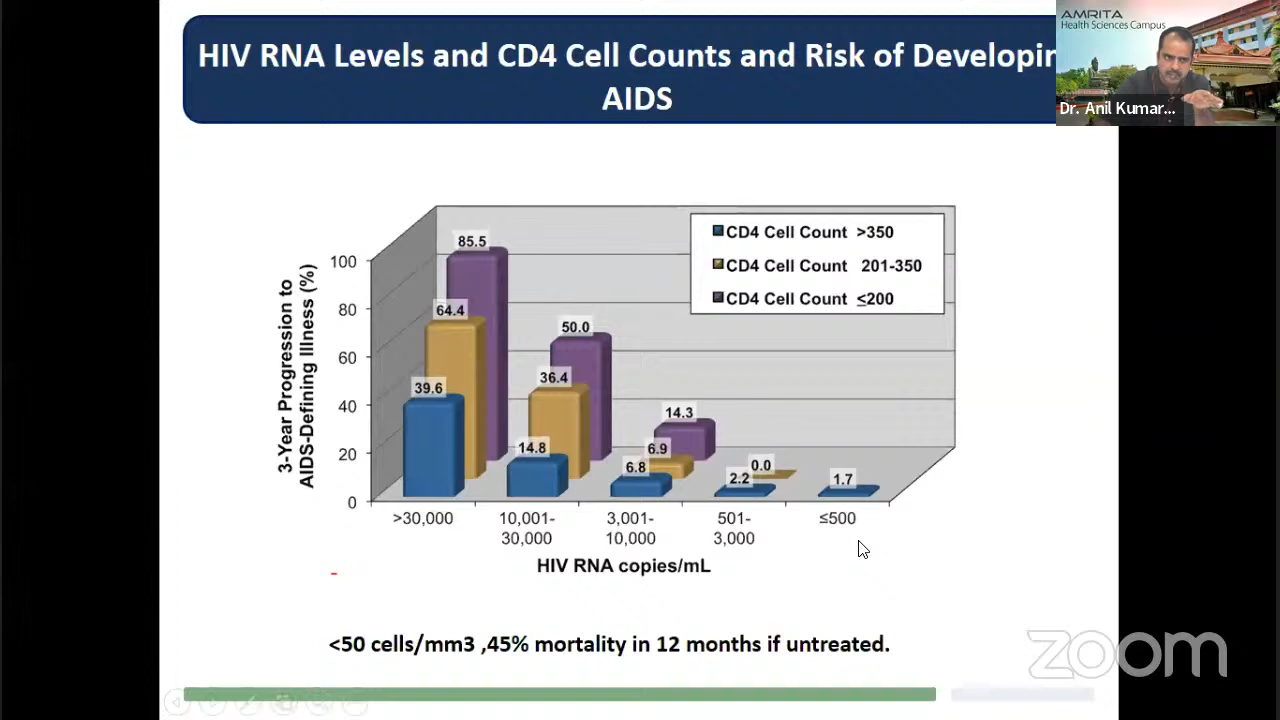 HIV RNA Levels and CD4 Cell Counts and Risk of Developin
AIDS
AMRITA
Health Sciences Campus
Dr. Anil Kumar...
CD4 Cell Count >350
CD4 Cell Count 201-350
CD4 Cell Count ≤200
3-Year Progression to
AIDS-Defining Illness (%)
100
80
60
40
20
0
85.5
64.4
39.6
50.0
36.4
14.8
14.3
6.9
6.8
0.0
2.2
1.7
>30,000
10,001-
30,000
3,001-
10,000
501-
3,000
≤500
HIV RNA copies/mL
<50 cells/mm3 ,45% mortality in 12 months if untreated.
zoom